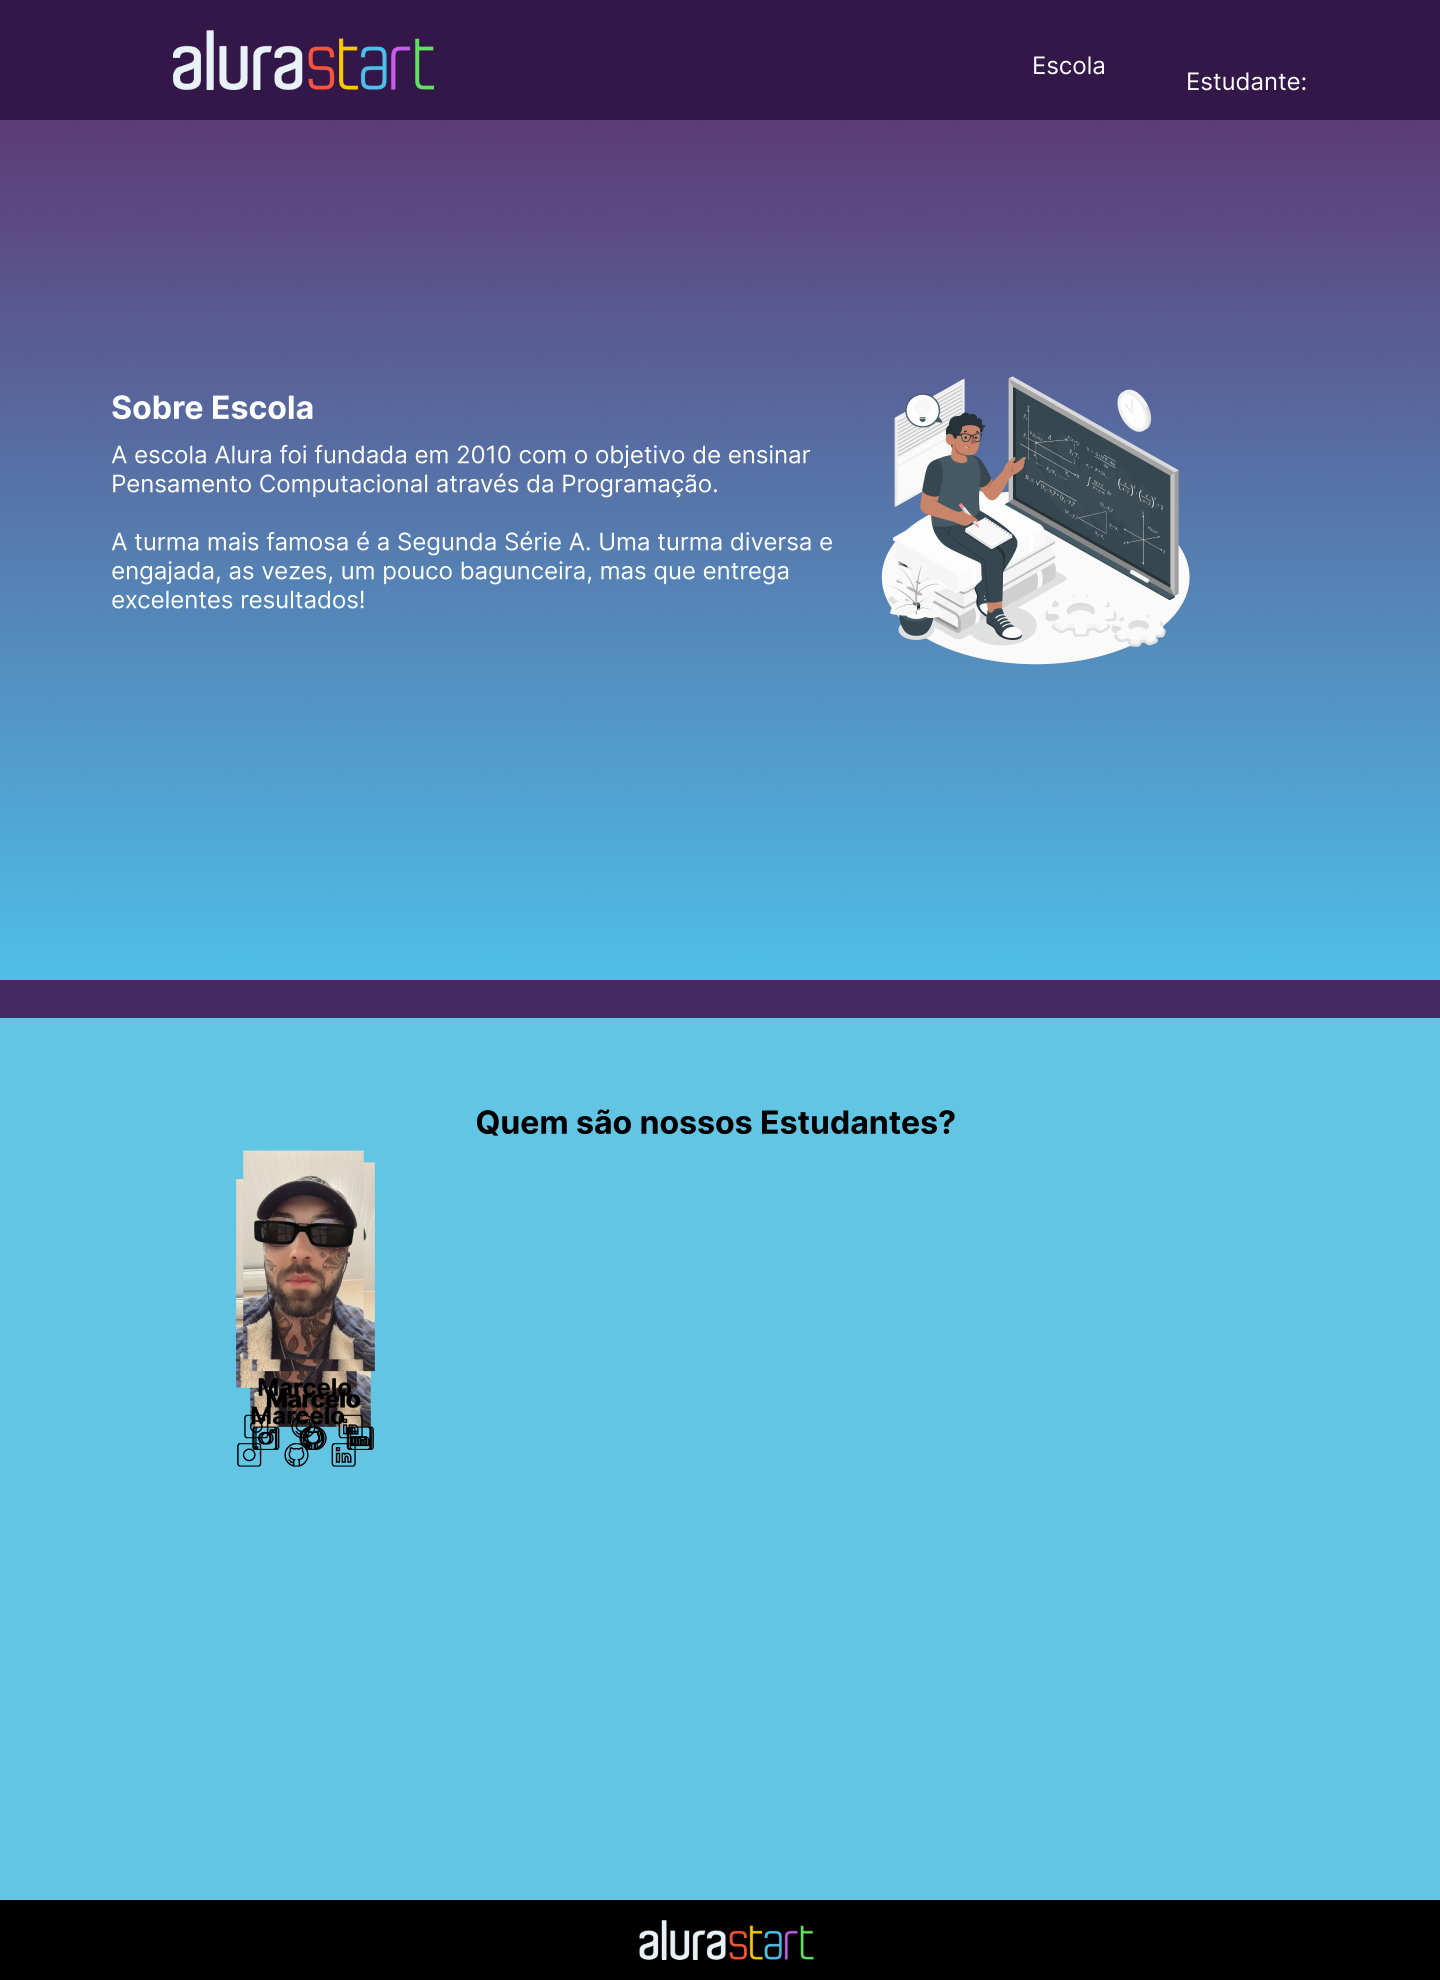 alurastart
Escola
Estudante:
Sobre Escola
A escola Alura foi fundada em 2010 com o objetivo de ensinar
Pensamento Computacional através da Programação.
A turma mais famosa é a Segunda Série A. Uma turma diversa e
engajada, as vezes, um pouco bagunceira, mas que entrega
excelentes resultados!
Quem são nossos Estudantes?
Marcelo
Marcelo
Marcelo
alurastart